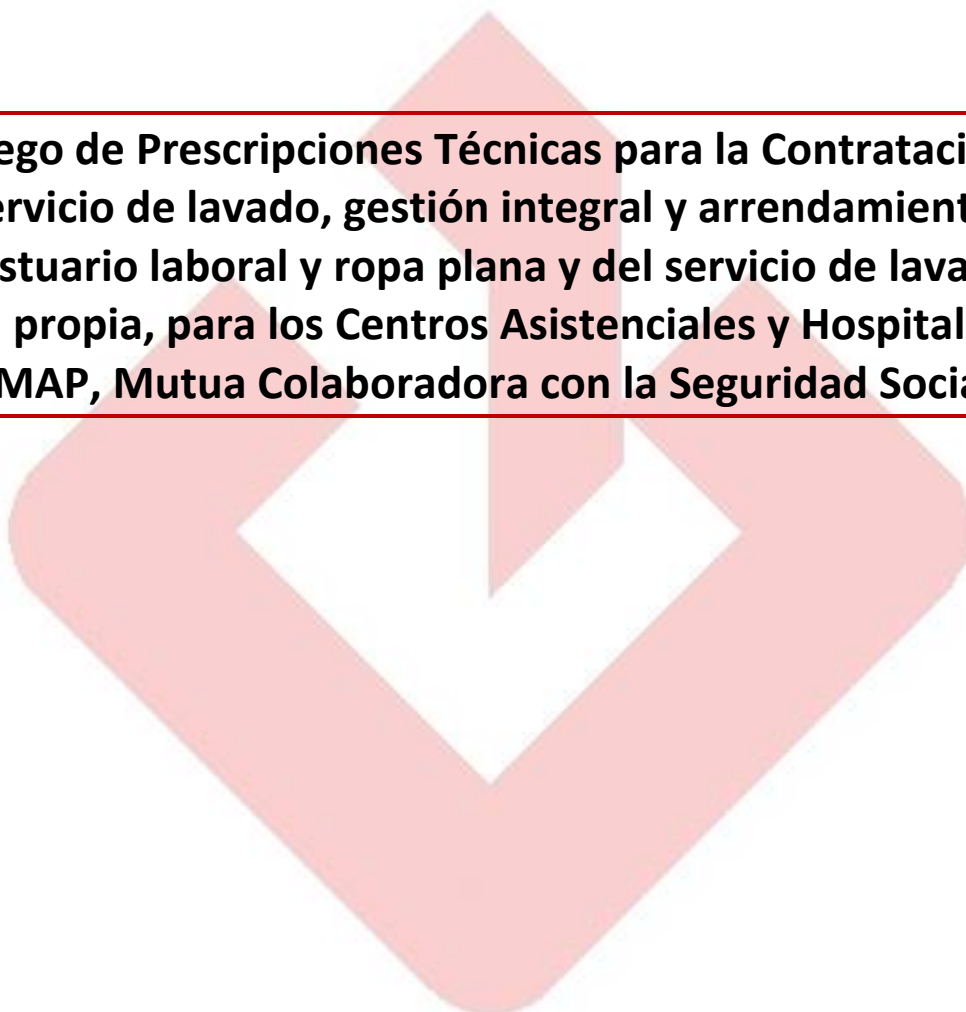 ego de Prescripciones Técnicas para la Contrataci
ervicio de lavado, gestión integral y arrendamient
stuario laboral y ropa plana y del servicio de lava
propia, para los Centros Asistenciales y Hospital
MAP, Mutua Colaboradora con la Seguridad Socia